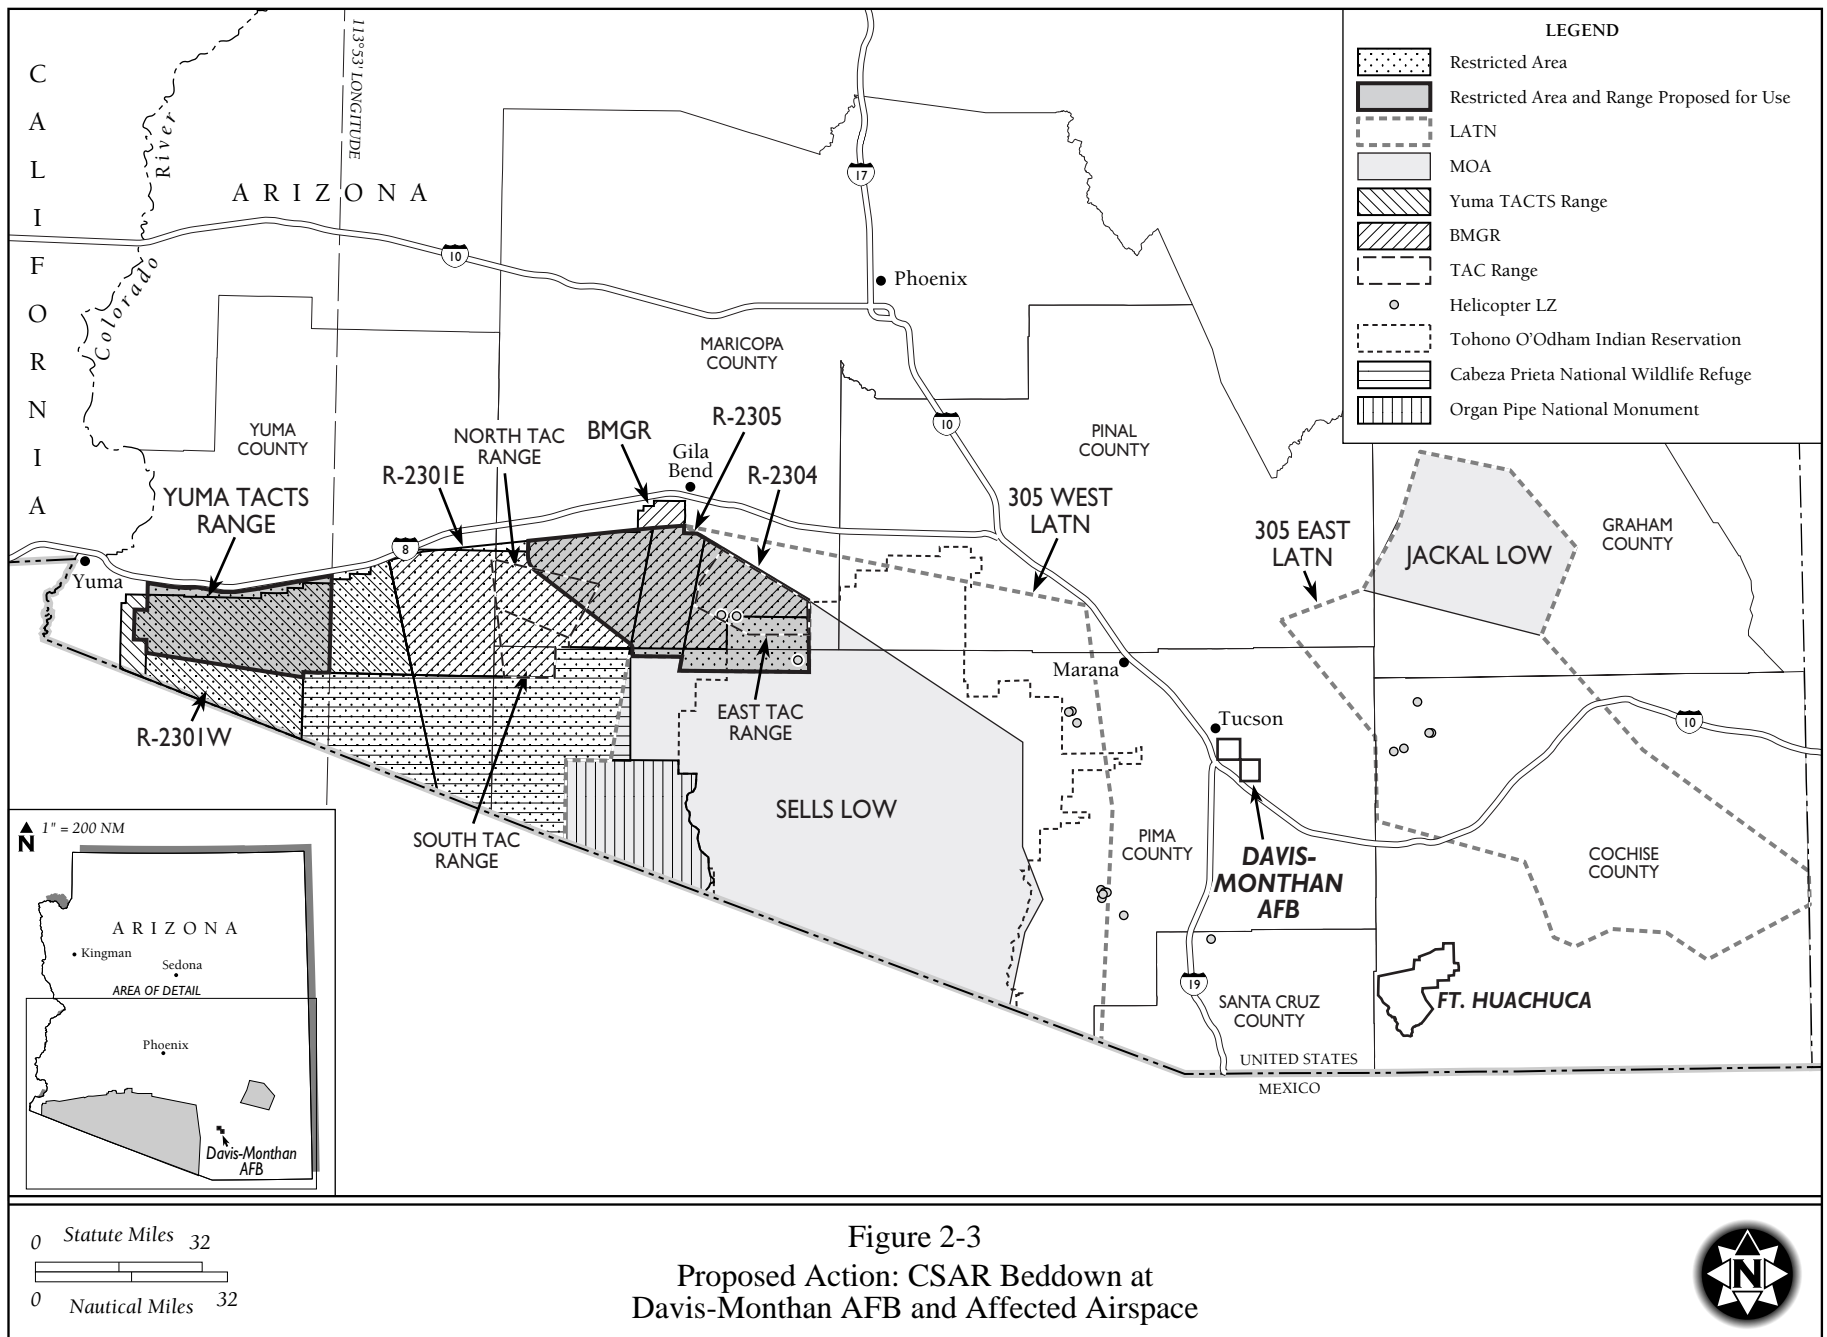 LEGEND
Restricted Area
Restricted Area and Range Proposed for Use
LATN
MOA
Yuma TACTS Range
BMGR
TAC Range
Helicopter LZ
Tohono O'Odham Indian Reservation
Cabeza Prieta National Wildlife Refuge
Organ Pipe National Monument
CALIFORNIA
Colorado River
113°53' LONGITUDE
ARIZONA
17
10
Phoenix
MARICOPA
COUNTY
YUMA
COUNTY
PINAL
COUNTY
10
NORTH TAC
RANGE
BMGR
R-2305
Gila
Bend
R-2301E
R-2304
YUMA TACTS
RANGE
305 WEST
LATN
305 EAST
LATN
JACKAL LOW
GRAHAM
COUNTY
8
Yuma
Marana
Tucson
10
R-2301W
EAST TAC
RANGE
SELLS LOW
SOUTH TAC
RANGE
PIMA
COUNTY
DAVIS-
MONTHAN
AFB
COCHISE
COUNTY
19
SANTA CRUZ
COUNTY
FT. HUACHUCA
UNITED STATES
MEXICO
N
1" = 200 NM
ARIZONA
Kingman
Sedona
AREA OF DETAIL
Phoenix
Davis-Monthan
AFB
0 Statute Miles 32
0 Nautical Miles 32
Figure 2-3
Proposed Action: CSAR Beddown at
Davis-Monthan AFB and Affected Airspace
N